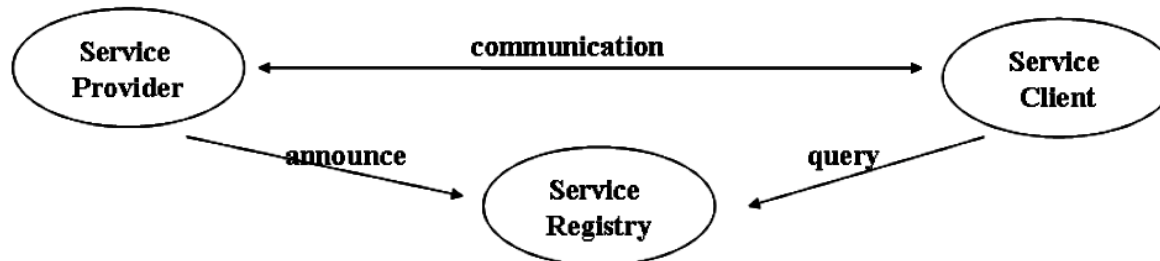 Service
Provider
communication
Service
Client
announce
query
Service
Registry